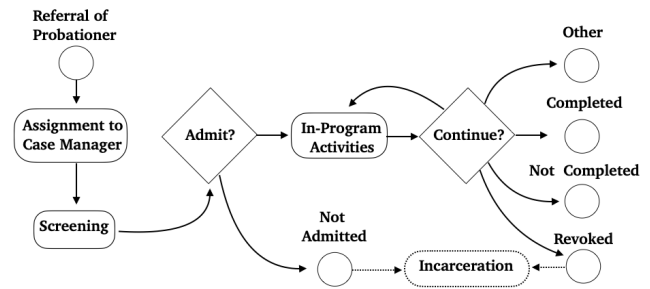 Referral of
Probationer
Assignment to
Case Manager
Screening
Admit?
In-Program
Activities
Continue?
Other
Completed
Not Completed
Revoked
Not
Admitted
Incarceration